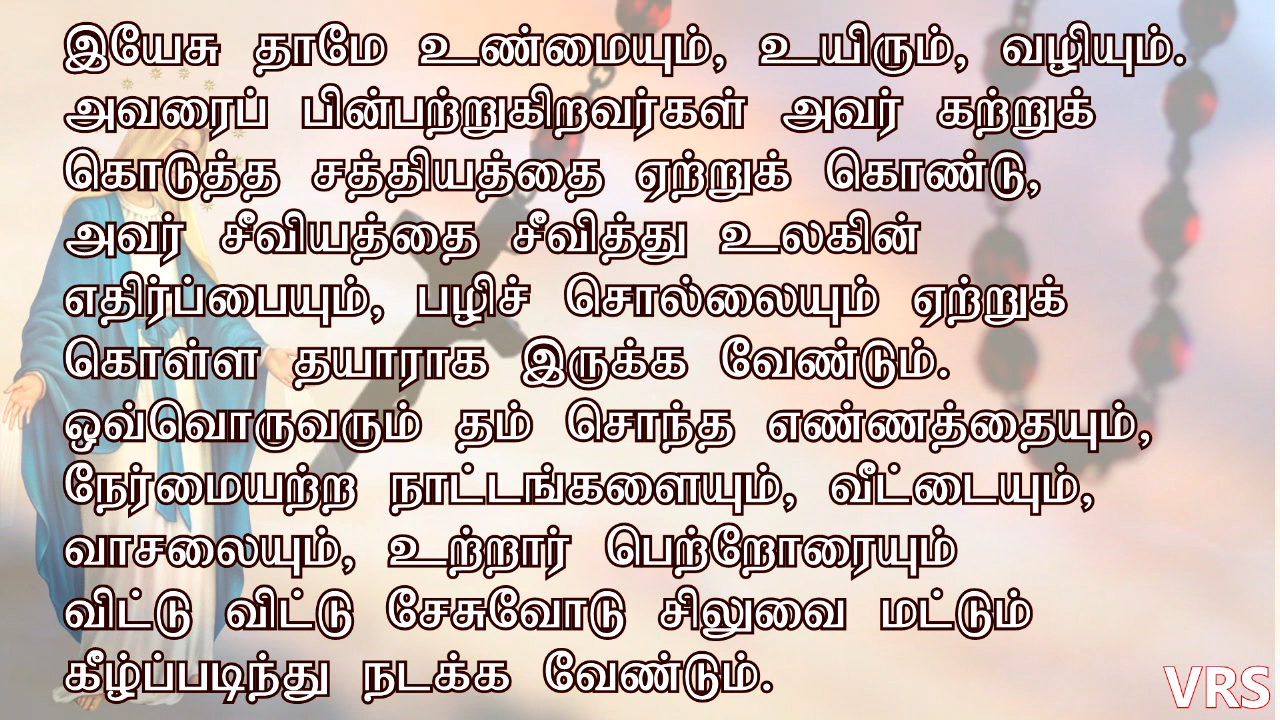 இயேசு தாமே உண்மையும், உயிரும், வழியும்.
அவரைப் பின்பற்றுகிறவர்கள் அவர் கற்றுக்
கொடுத்த சத்தியத்தை ஏற்றுக் கொண்டு,
அவர் சீவியத்தை சீவித்து உலகின்
எதிர்ப்பையும், பழிச் சொல்லையும் ஏற்றுக்
கொள்ள தயாராக இருக்க வேண்டும்.
ஒவ்வொருவரும் தம் சொந்த எண்ணத்தையும்,
நேர்மையற்ற நாட்டங்களையும், வீட்டையும்,
வாசலையும், உற்றார் பெற்றோரையும்
விட்டு விட்டு சேசுவோடு சிலுவை மட்டும்
கீழ்ப்படிந்து நடக்க வேண்டும்.
VRS